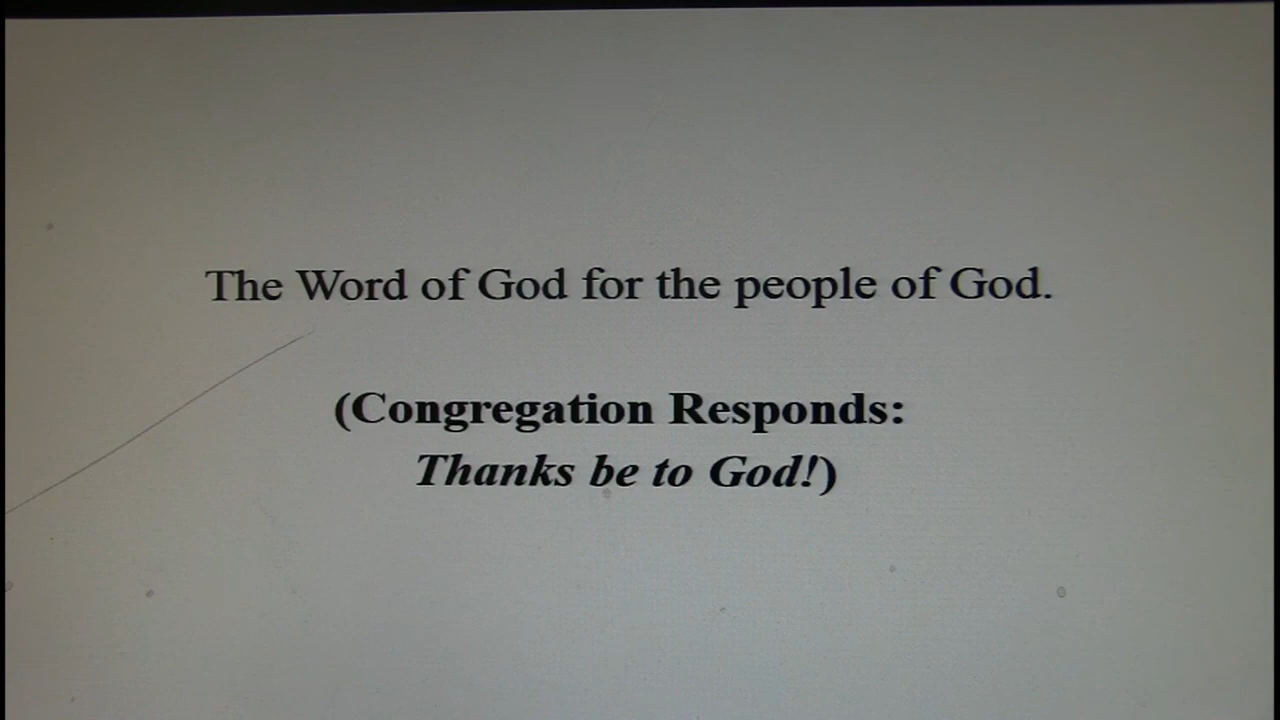 The Word of God for the people of God.
(Congregation Responds:
Thanks be to God!)